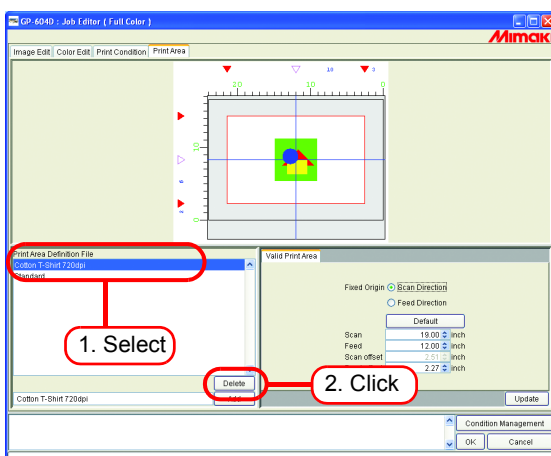 GP-604D : Job Editor ( Full Color )
Mimaki
Image Edit Color Edit Print Condition Print Area
10 0
20 10 0
10
0
Print Area Definition File
Cotton T-Shirt 720dpi
Standard
1. Select
Delete
Cotton T-Shirt 720dpi
2. Click
Valid Print Area
Fixed Origin Scan Direction
Feed Direction
Default
Scan 19.00 inch
Feed 12.00 inch
Scan offset 2.51 inch
2.27 inch
Update
Condition Management
OK Cancel